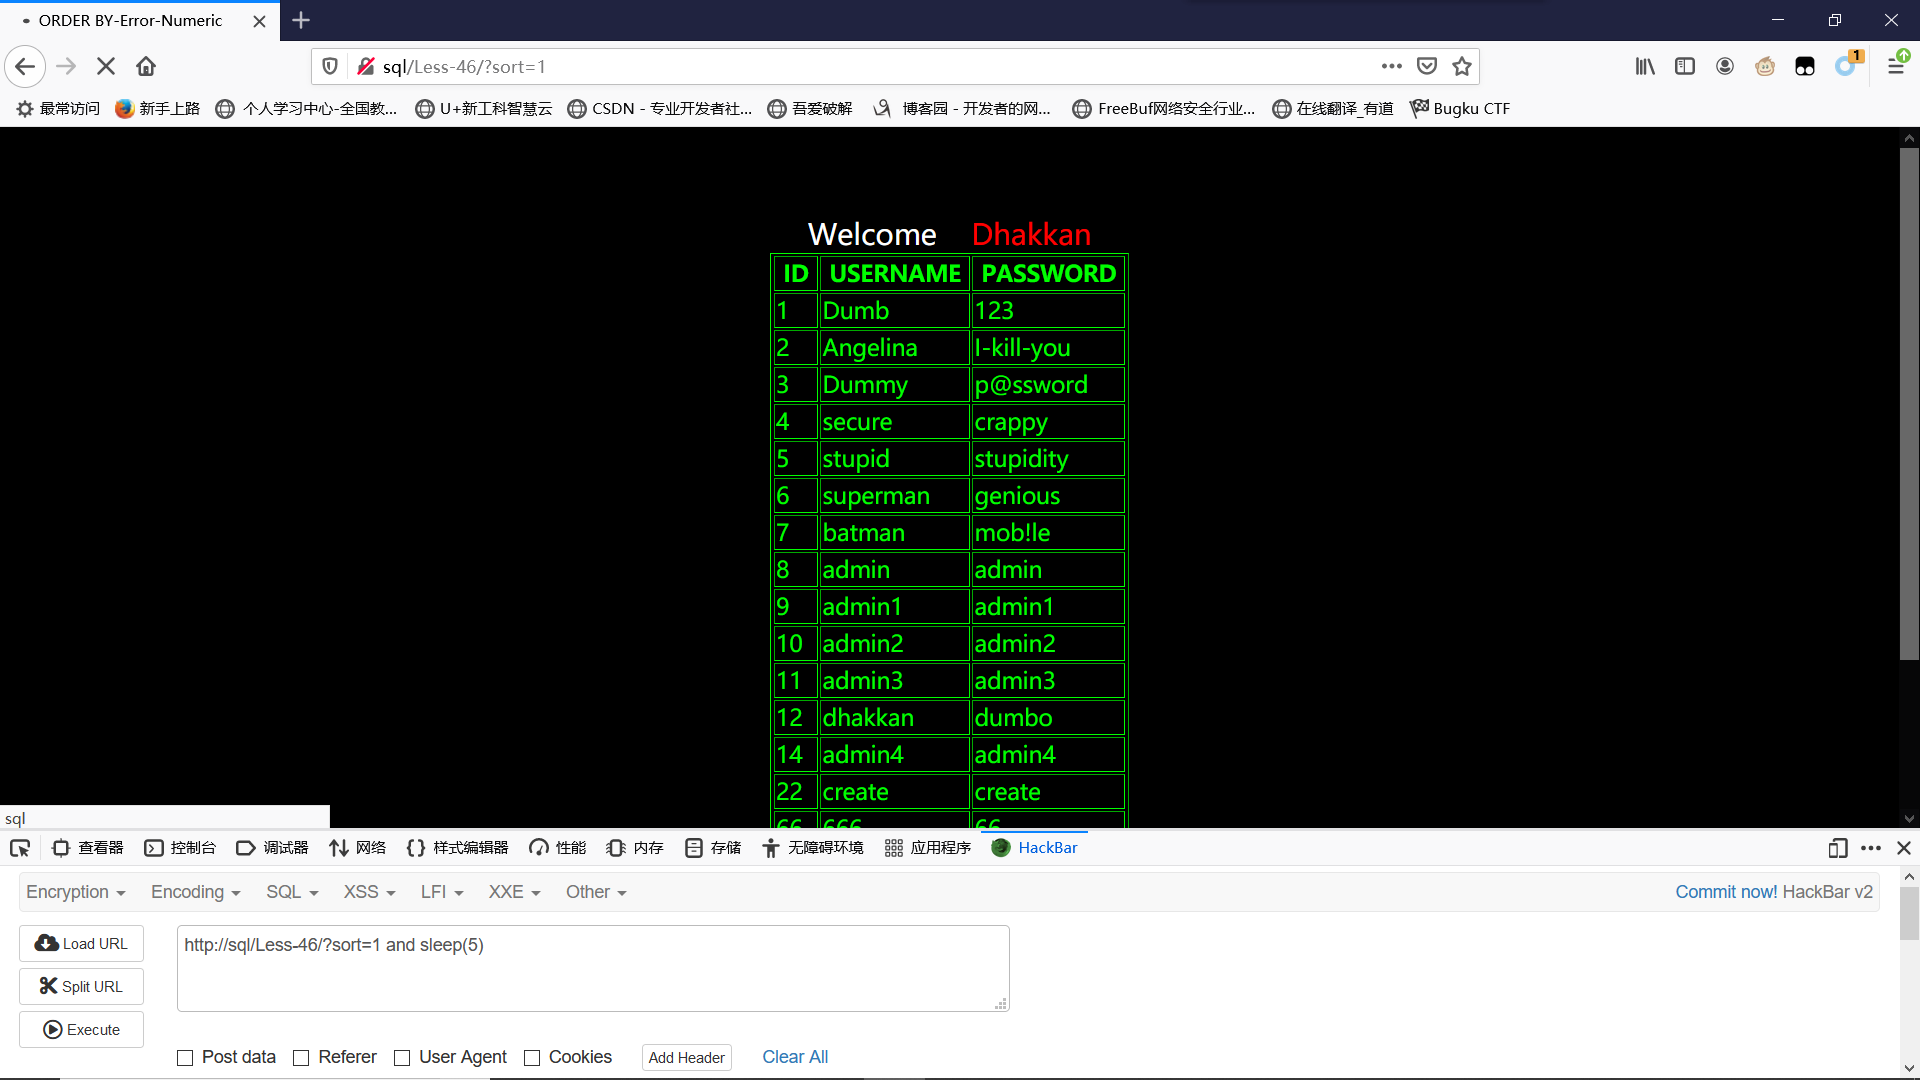 ORDER BY-Error-Numeric
sql/Less-46/?sort=1
1
最常访问 新手上路 个人学习中心-全国教... U+新工科智慧云 CSDN - 专业开发者社... 吾爱破解 博客园 - 开发者的网... FreeBuf网络安全行业... 在线翻译_有道 Bugku CTF
Welcome Dhakkan
ID USERNAME PASSWORD
1 Dumb 123
2 Angelina I-kill-you
3 Dummy p@ssword
4 secure crappy
5 stupid stupidity
6 superman genious
7 batman mob!le
8 admin admin
9 admin1 admin1
10 admin2 admin2
11 admin3 admin3
12 dhakkan dumbo
14 admin4 admin4
22 create create
66 666 66
sql
查看器 控制台 调试器 网络 样式编辑器 性能 内存 存储 无障碍环境 应用程序 HackBar
Encryption Encoding SQL XSS LFI XXE Other Commit now! HackBar v2
Load URL
http://sql/Less-46/?sort=1 and sleep(5)
Split URL
Execute
Post data Referer User Agent Cookies Add Header Clear All